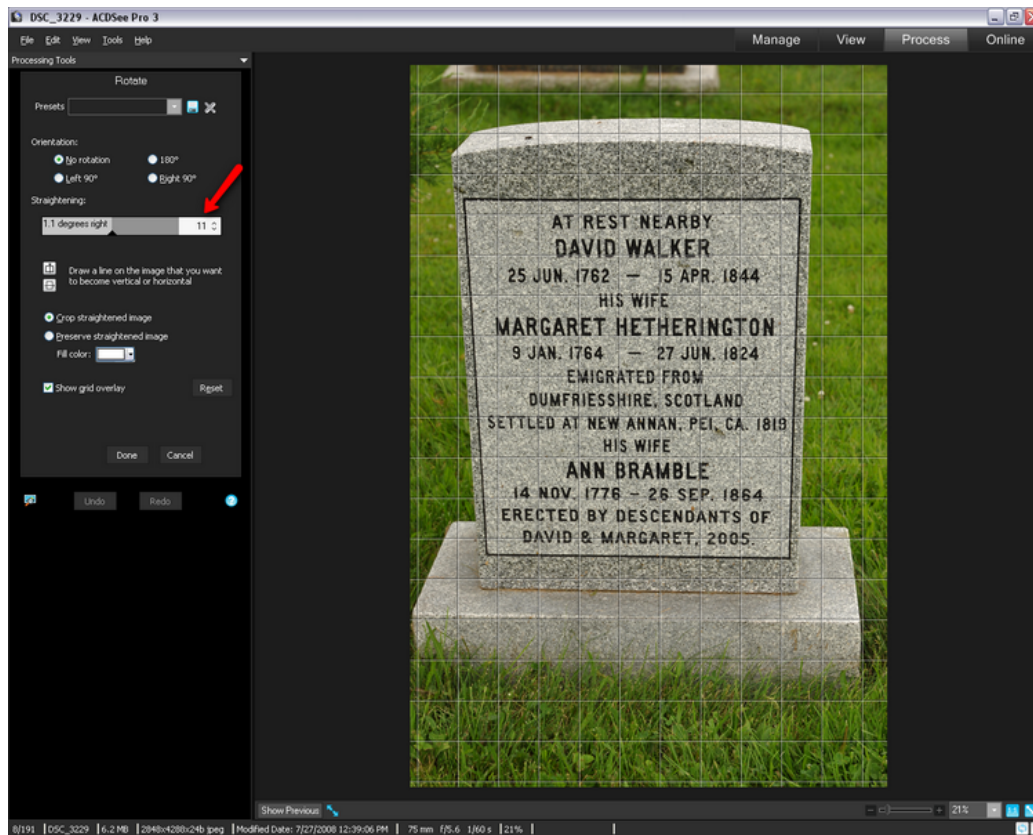 DSC_3229 - ACDSee Pro 3
File Edit View Tools Help
Manage View Process Online
Processing Tools
Rotate
Presets
Orientation:
No rotation 180°
Left 90° Right 90°
Straightening:
1.1 degrees right 11
Draw a line on the image that you want
to become vertical or horizontal
Crop straightened image
Preserve straightened image
Fill color:
Show grid overlay Reset
Done Cancel
Undo Redo
AT REST NEARBY
DAVID WALKER
25 JUN. 1762 — 15 APR. 1844
HIS WIFE
MARGARET HETHERINGTON
9 JAN. 1764 — 27 JUN. 1824
EMIGRATED FROM
DUMFRIESSHIRE, SCOTLAND
SETTLED AT NEW ANNAN, PEI, CA. 1819
HIS WIFE
ANN BRAMBLE
14 NOV. 1776 - 26 SEP. 1864
ERECTED BY DESCENDANTS OF
DAVID & MARGARET, 2005.
Show Previous 21% 1:1
8/191 DSC_3229 6.2 MB 2848x4288x24b jpeg Modified Date: 7/27/2008 12:39:06 PM 75 mm f/5.6 1/60 s 21%